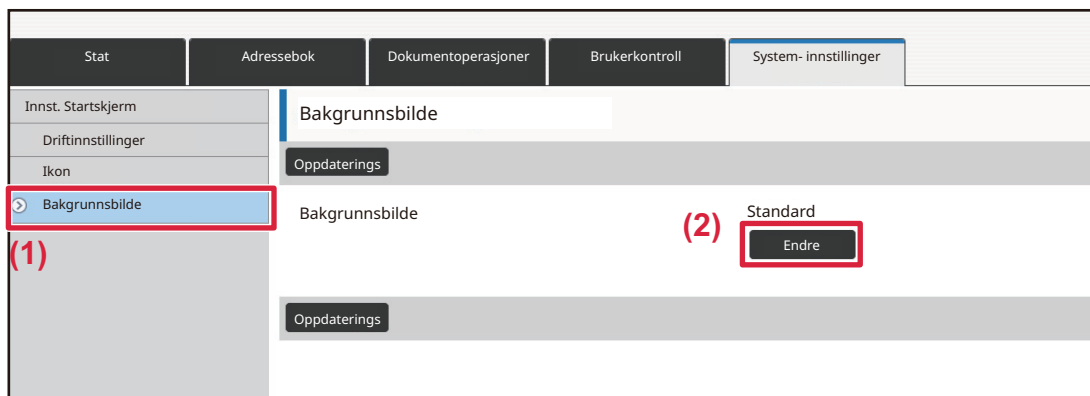 Stat
Adressebok
Dokumentoperasjoner
Brukerkontroll
System- innstillinger
Innst. Startskjerm
Driftinnstillinger
Ikon
Bakgrunnsbilde
(1)
Bakgrunnsbilde
Oppdaterings
Bakgrunnsbilde
Standard
(2)
Endre
Oppdaterings